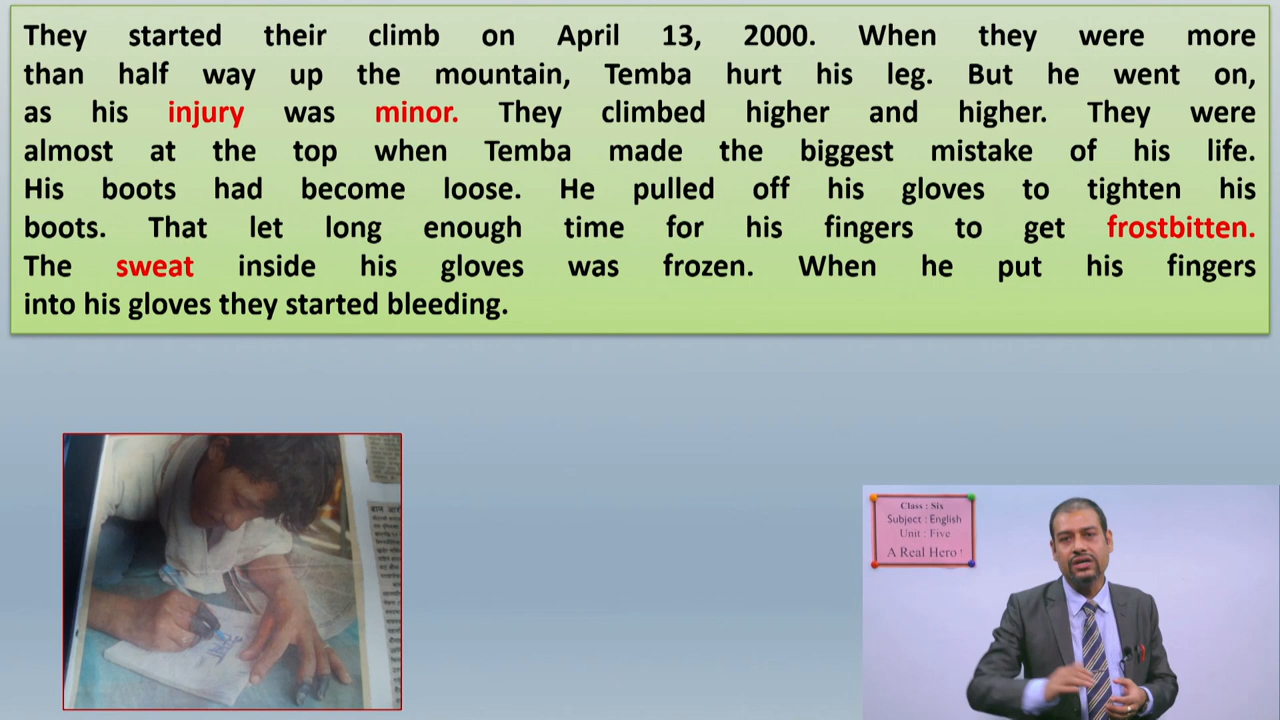 They started their climb on April 13, 2000. When they were more
than half way up the mountain, Temba hurt his leg. But he went on,
as his injury was minor. They climbed higher and higher. They were
almost at the top when Temba made the biggest mistake of his life.
His boots had become loose. He pulled off his gloves to tighten his
boots. That let long enough time for his fingers to get frostbitten.
The sweat inside his gloves was frozen. When he put his fingers
into his gloves they started bleeding.
Class : Six
Subject : English
Unit : Five
A Real Hero !